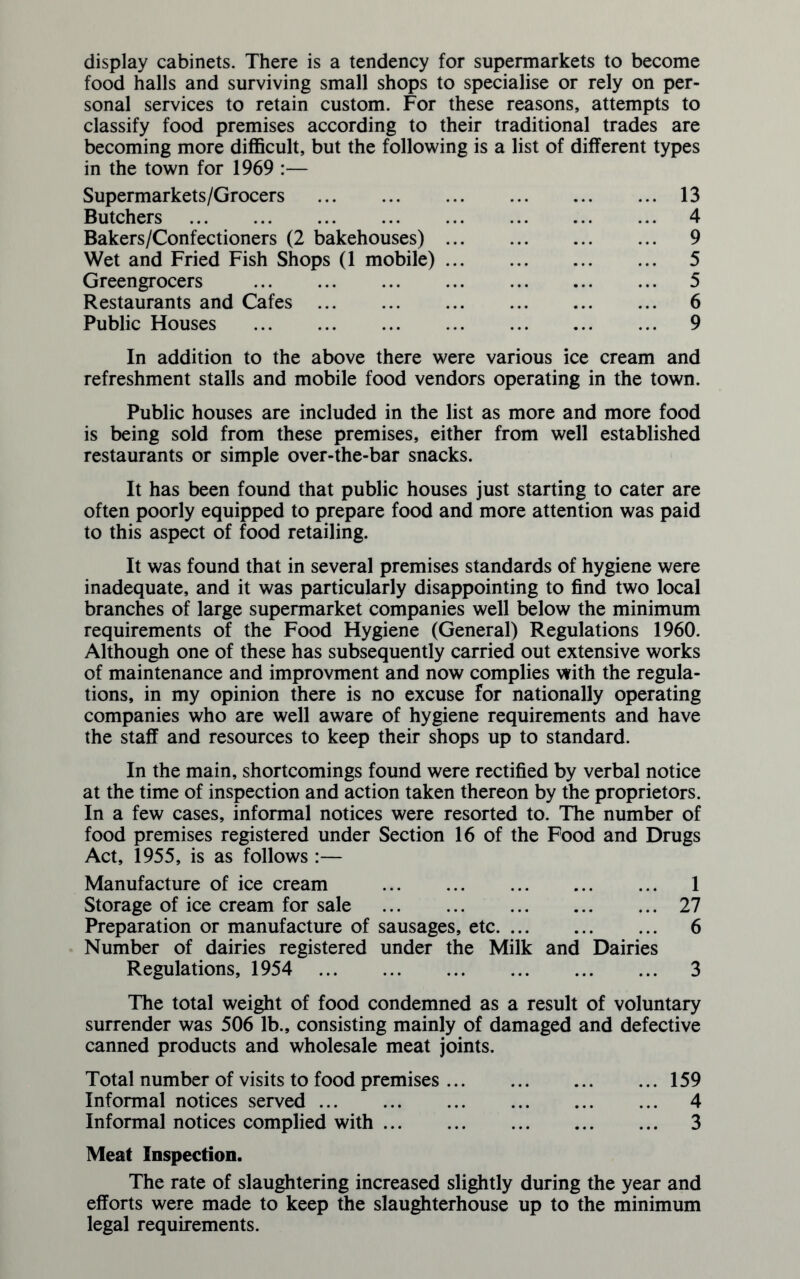 display cabinets. There is a tendency for supermarkets to become
food halls and surviving small shops to specialise or rely on per-
sonal services to retain custom. For these reasons, attempts to
classify food premises according to their traditional trades are
becoming more difficult, but the following is a list of different types
in the town for 1969 :—
Supermarkets/Grocers ... ... ... ... ... ... 13
Butchers ... ... ... ... ... ... ... ... 4
Bakers/Confectioners (2 bakehouses) ... ... ... ... 9
Wet and Fried Fish Shops (1 mobile) ... ... ... ... 5
Greengrocers ... ... ... ... ... ... ... 5
Restaurants and Cafes ... ... ... ... ... ... 6
Public Houses ... ... ... ... ... ... ... 9
In addition to the above there were various ice cream and
refreshment stalls and mobile food vendors operating in the town.
Public houses are included in the list as more and more food
is being sold from these premises, either from well established
restaurants or simple over-the-bar snacks.
It has been found that public houses just starting to cater are
often poorly equipped to prepare food and more attention was paid
to this aspect of food retailing.
It was found that in several premises standards of hygiene were
inadequate, and it was particularly disappointing to find two local
branches of large supermarket companies well below the minimum
requirements of the Food Hygiene (General) Regulations 1960.
Although one of these has subsequently carried out extensive works
of maintenance and improvment and now complies with the regula-
tions, in my opinion there is no excuse for nationally operating
companies who are well aware of hygiene requirements and have
the staff and resources to keep their shops up to standard.
In the main, shortcomings found were rectified by verbal notice
at the time of inspection and action taken thereon by the proprietors.
In a few cases, informal notices were resorted to. The number of
food premises registered under Section 16 of the Food and Drugs
Act, 1955, is as follows :—
Manufacture of ice cream ... ... ... ... ... 1
Storage of ice cream for sale ... ... ... ... ... 27
Preparation or manufacture of sausages, etc. ... ... ... 6
Number of dairies registered under the Milk and Dairies
Regulations, 1954 ... ... ... ... ... ... 3
The total weight of food condemned as a result of voluntary
surrender was 506 lb., consisting mainly of damaged and defective
canned products and wholesale meat joints.
Total number of visits to food premises ... ... ... ... 159
Informal notices served ... ... ... ... ... ... 4
Informal notices complied with ... ... ... ... ... 3
Meat Inspection.
The rate of slaughtering increased slightly during the year and
efforts were made to keep the slaughterhouse up to the minimum
legal requirements.